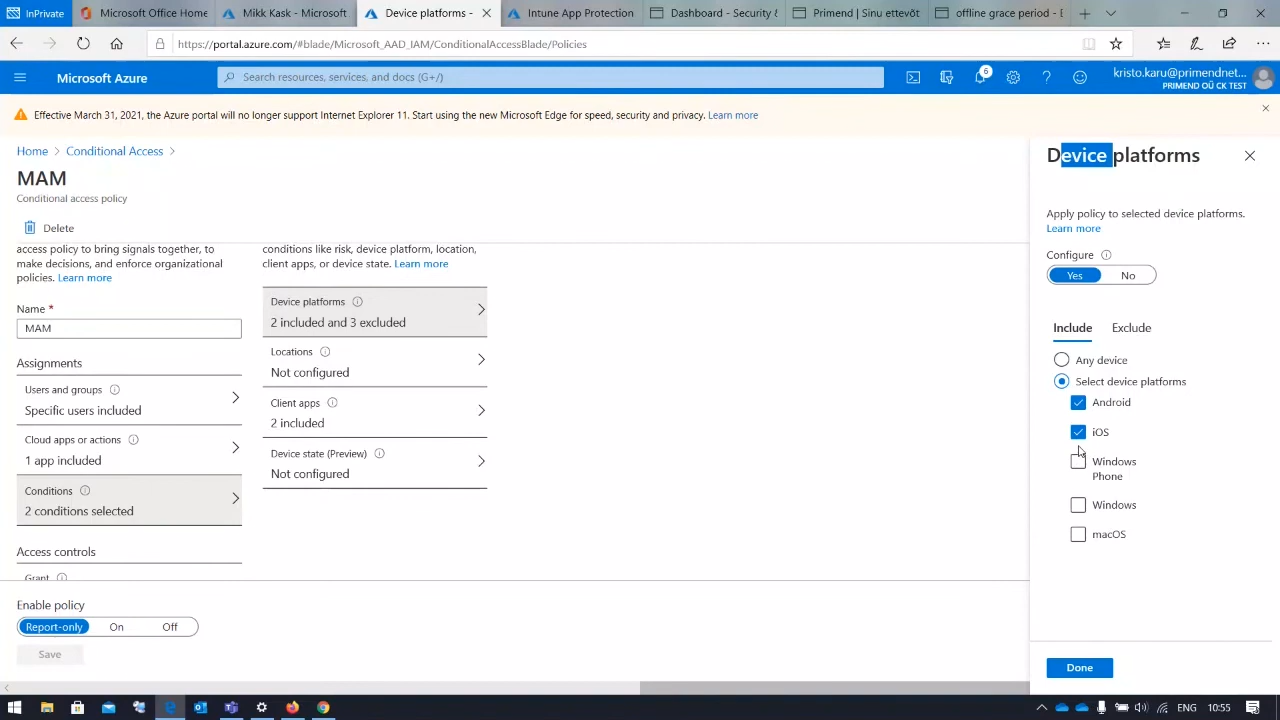 InPrivate
Microsoft Office Home
Mikk Kask - Microsoft
Device platforms -
Intune App Protection
Dashboard - Security &
Primend | Sinu ettevõt
offline grace period - E
https://portal.azure.com/#blade/Microsoft_AAD_IAM/ConditionalAccessBlade/Policies
Microsoft Azure
Search resources, services, and docs (G+/)
6
kristo.karu@primendnet...
PRIMEND OÜ CK TEST
Effective March 31, 2021, the Azure portal will no longer support Internet Explorer 11. Start using the new Microsoft Edge for speed, security and privacy. Learn more
Home > Conditional Access >
MAM
Conditional access policy
Delete
access policy to bring signals together, to
make decisions, and enforce organizational
policies. Learn more
Name *
MAM
Assignments
Users and groups
Specific users included
Cloud apps or actions
1 app included
Conditions
2 conditions selected
Access controls
Grant
Enable policy
Report-only
On
Off
Save
conditions like risk, device platform, location,
client apps, or device state. Learn more
Device platforms
2 included and 3 excluded
Locations
Not configured
Client apps
2 included
Device state (Preview)
Not configured
Device platforms
Apply policy to selected device platforms.
Learn more
Configure
Yes
No
Include
Exclude
Any device
Select device platforms
Android
iOS
Windows
Phone
Windows
macOS
Done
ENG
10:55